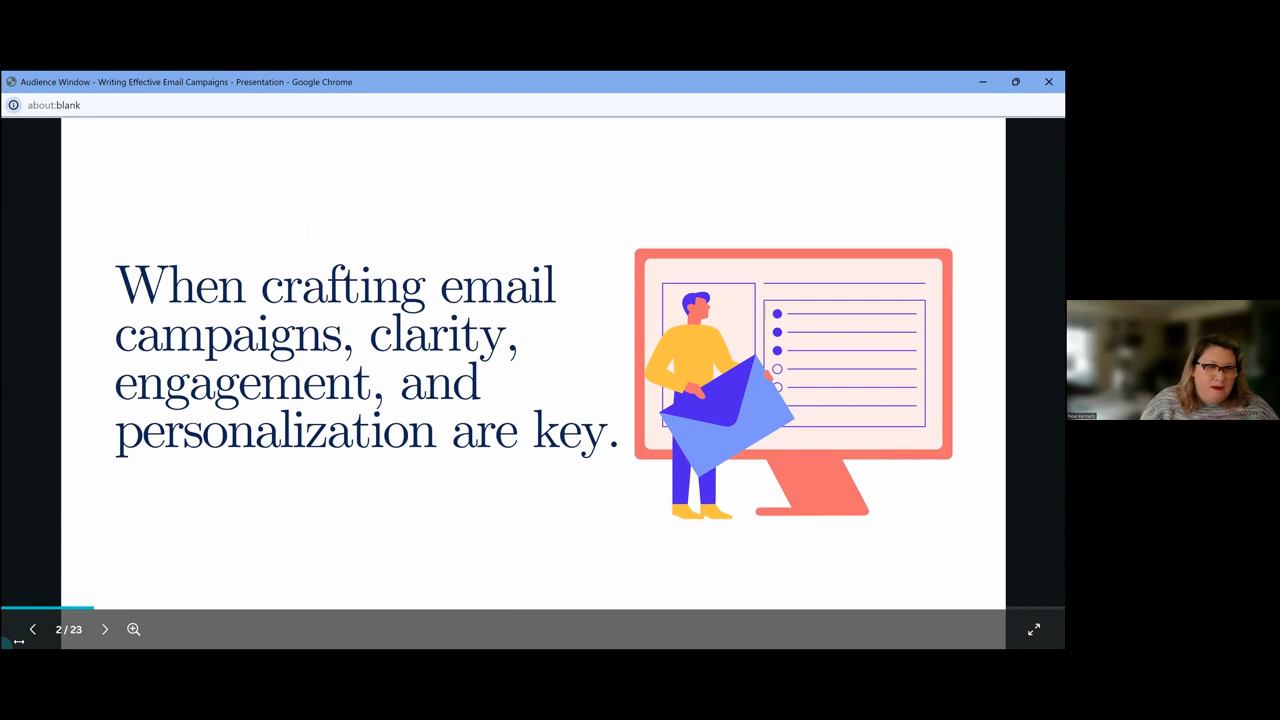 Audience Window - Writing Effective Email Campaigns - Presentation - Google Chrome
about:blank
When crafting email
campaigns, clarity,
engagement, and
personalization are key.
2 / 23